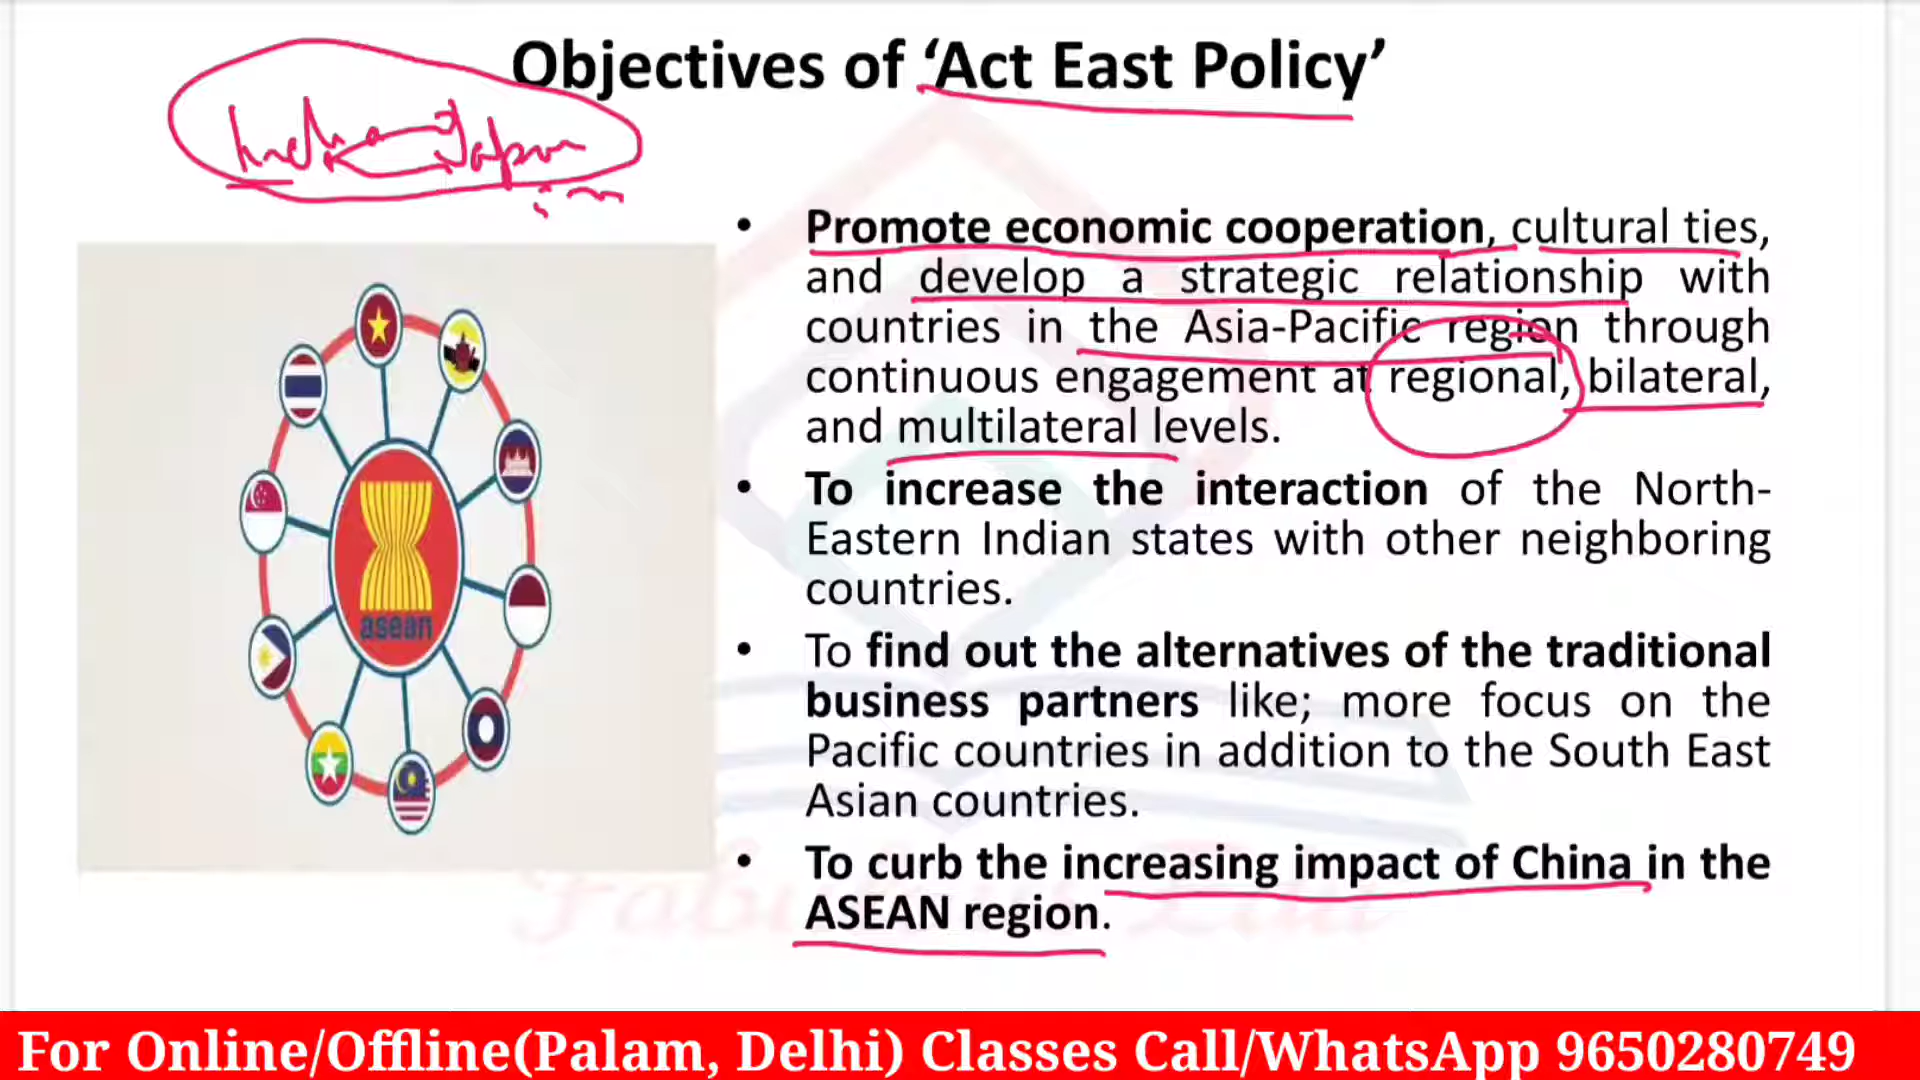 Objectives of ‘Act East Policy’
India Japan
• Promote economic cooperation, cultural ties,
and develop a strategic relationship with
countries in the Asia-Pacific region through
continuous engagement at regional, bilateral,
and multilateral levels.
• To increase the interaction of the North-
Eastern Indian states with other neighboring
countries.
• To find out the alternatives of the traditional
business partners like; more focus on the
Pacific countries in addition to the South East
Asian countries.
• To curb the increasing impact of China in the
ASEAN region.
asean
For Online/Offline(Palam, Delhi) Classes Call/WhatsApp 9650280749